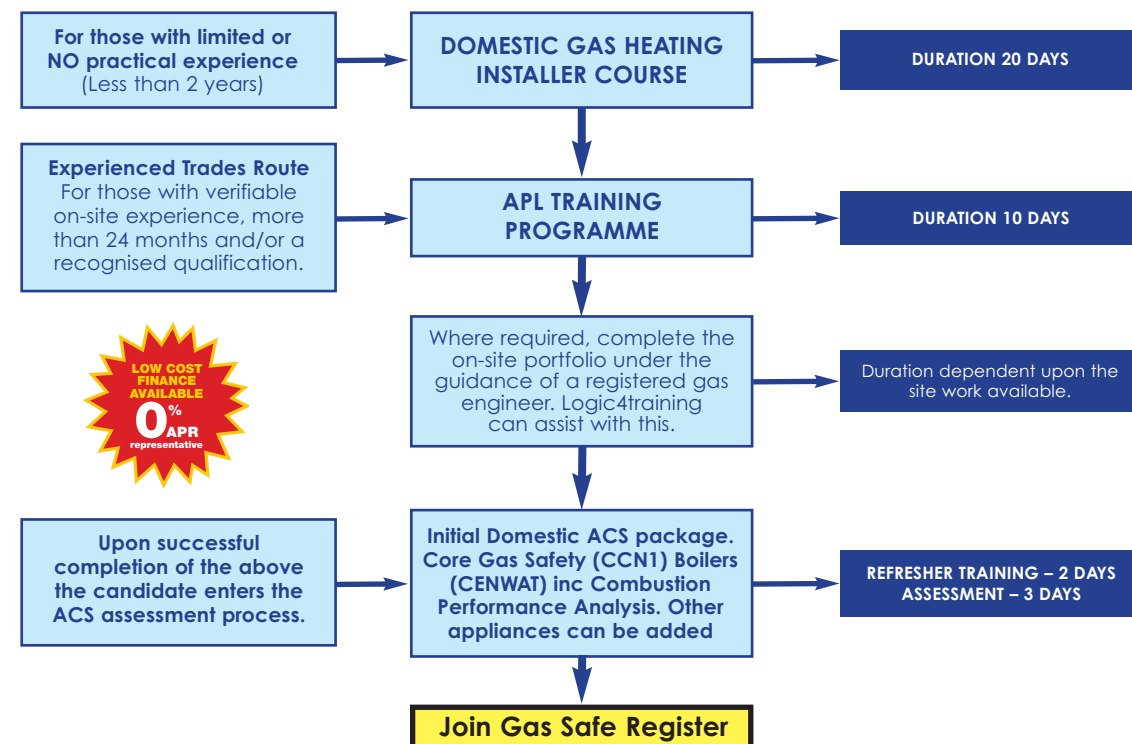 For those with limited or
NO practical experience
(Less than 2 years)
DOMESTIC GAS HEATING
INSTALLER COURSE
DURATION 20 DAYS
Experienced Trades Route
For those with verifiable
on-site experience, more
than 24 months and/or a
recognised qualification.
APL TRAINING
PROGRAMME
DURATION 10 DAYS
LOW COST
FINANCE
AVAILABLE
0%
APR
representative
Where required, complete the
on-site portfolio under the
guidance of a registered gas
engineer. Logic4training
can assist with this.
Duration dependent upon the
site work available.
Upon successful
completion of the above
the candidate enters the
ACS assessment process.
Initial Domestic ACS package.
Core Gas Safety (CCN1) Boilers
(CENWAT) inc Combustion
Performance Analysis. Other
appliances can be added
REFRESHER TRAINING – 2 DAYS
ASSESSMENT – 3 DAYS
Join Gas Safe Register